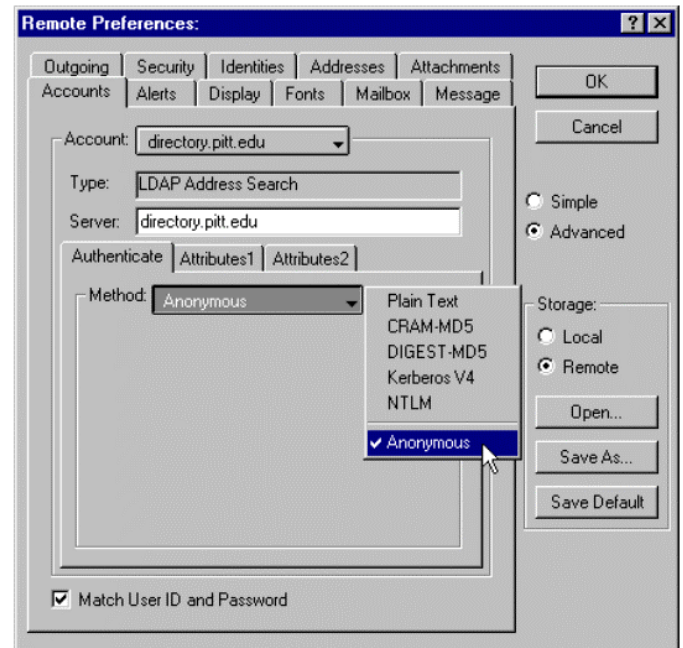 Remote Preferences:
Outgoing Security Identities Addresses Attachments
Accounts Alerts Display Fonts Mailbox Message
Account: directory.pitt.edu
Type: LDAP Address Search
Server: directory.pitt.edu
Authenticate Attributes1 Attributes2
Method: Anonymous
Plain Text
CRAM-MD5
DIGEST-MD5
Kerberos V4
NTLM
Anonymous
Match User ID and Password
OK
Cancel
Simple
Advanced
Storage:
Local
Remote
Open...
Save As...
Save Default